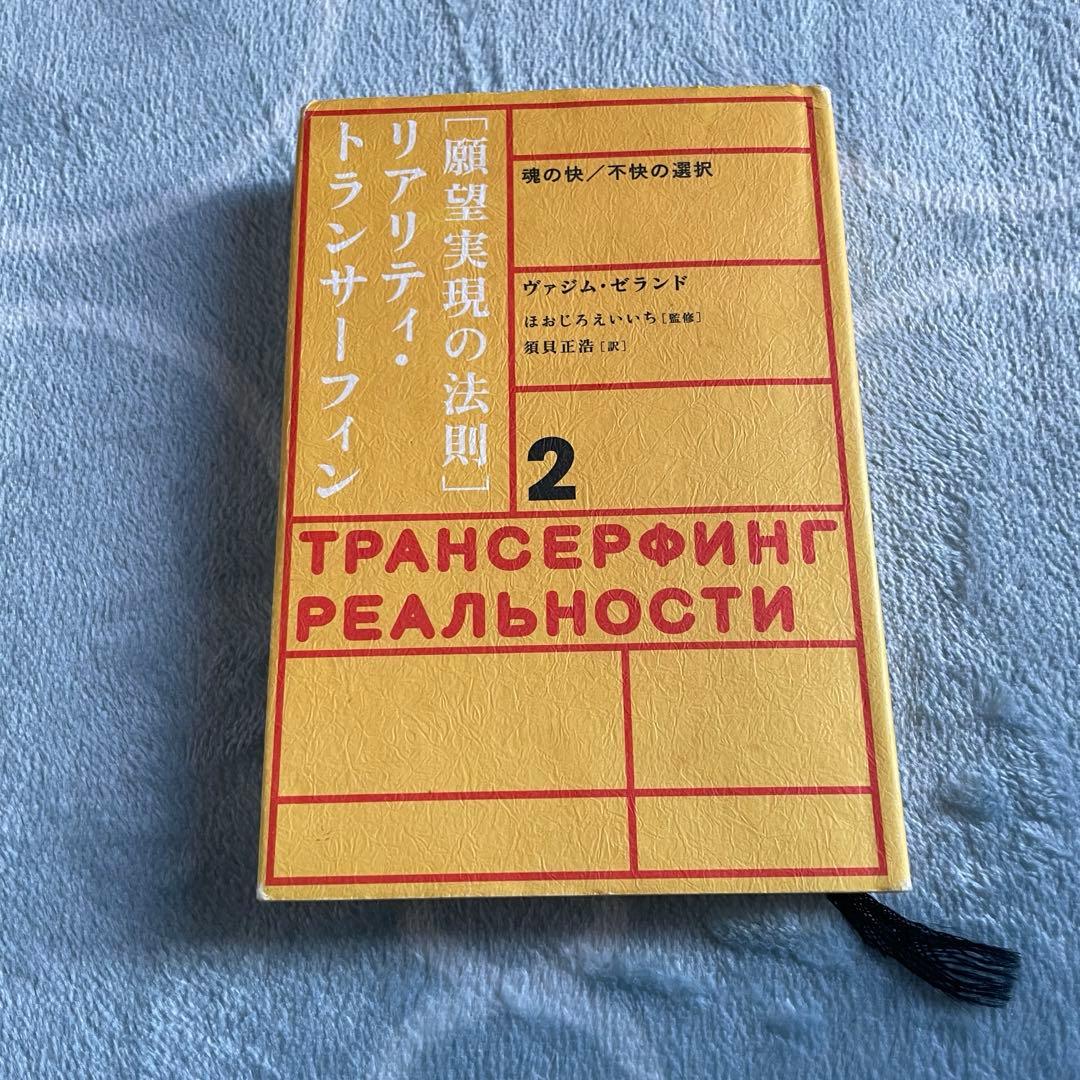 ［願望実現の法則］
リアリティ・
トランサーフィン
魂の快／不快の選択
ヴァジム・ゼランド
ほおじろえいいち［監修］
須貝正浩［訳］
2
ТРАНСЕРФИНГ
РЕАЛЬНОСТИ